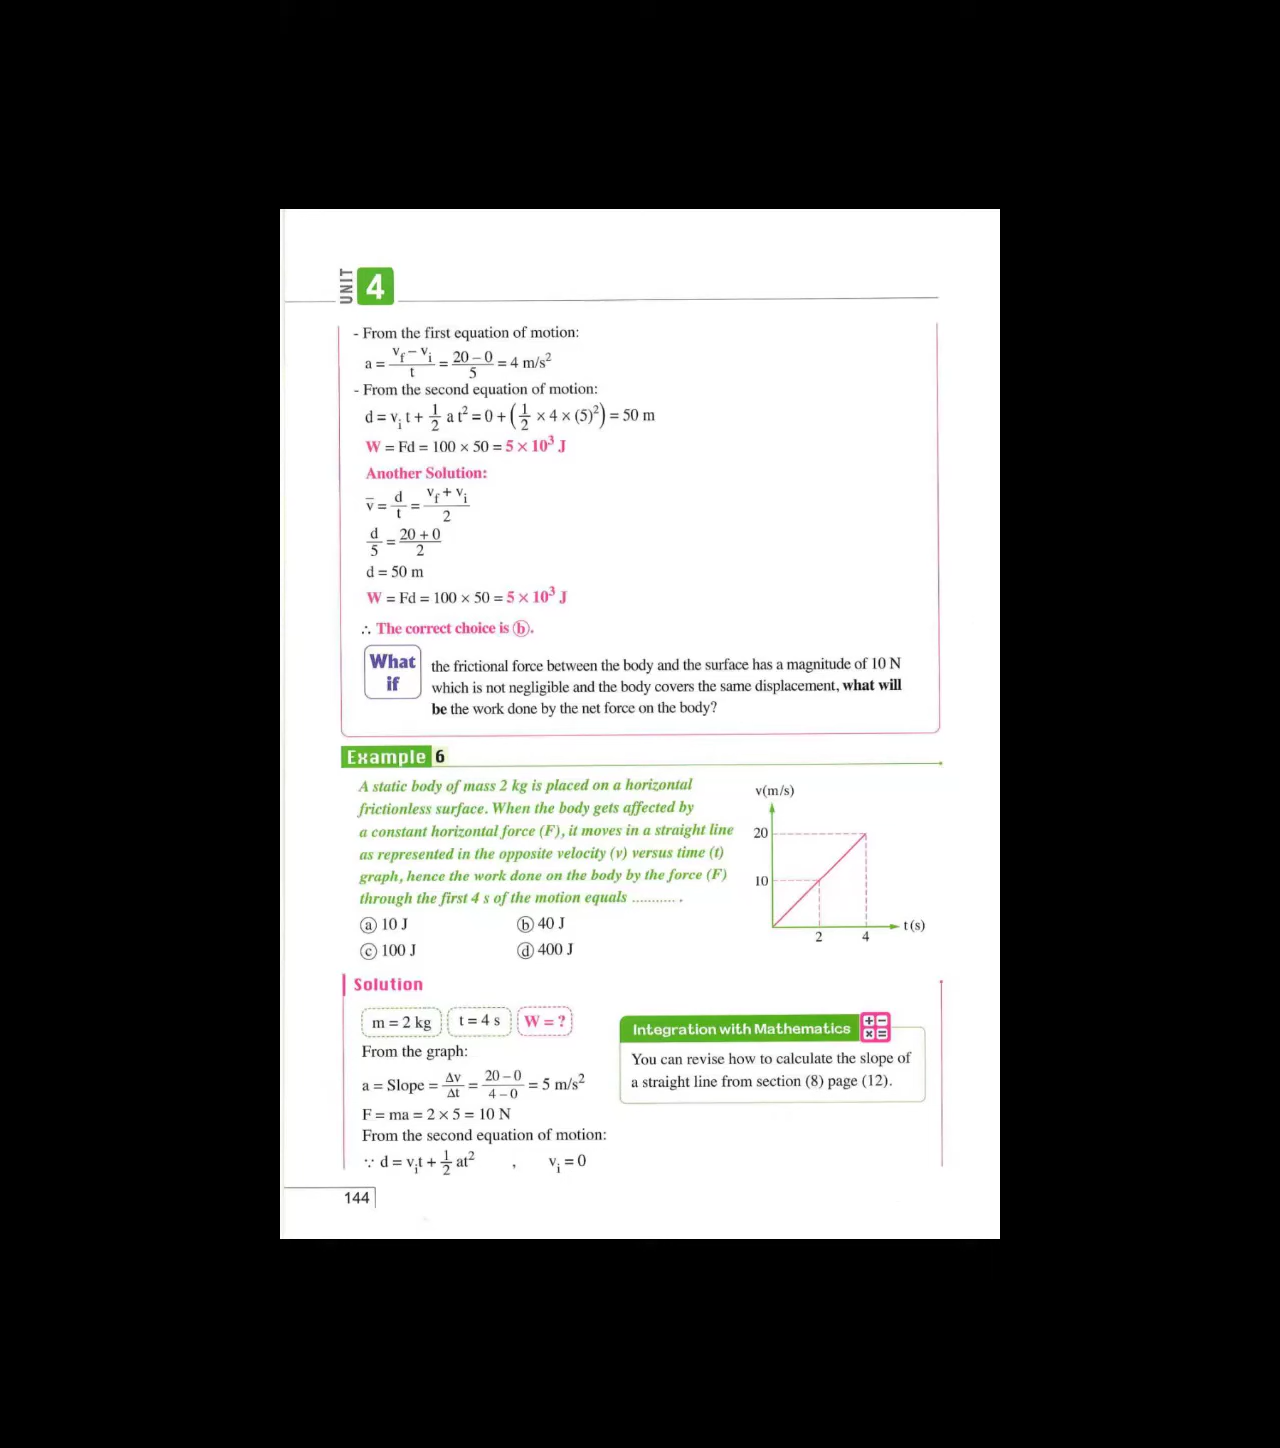 UNIT 4
- From the first equation of motion:
a = (v_f − v_i)/t = (20 − 0)/5 = 4 m/s²
- From the second equation of motion:
d = v_i t + 1/2 a t² = 0 + (1/2 × 4 × (5)²) = 50 m
W = Fd = 100 × 50 = 5 × 10³ J
Another Solution:
v̄ = d/t = (v_f + v_i)/2
d/5 = (20 + 0)/2
d = 50 m
W = Fd = 100 × 50 = 5 × 10³ J
∴ The correct choice is ⓑ.
What if
the frictional force between the body and the surface has a magnitude of 10 N
which is not negligible and the body covers the same displacement, what will
be the work done by the net force on the body?
Example 6
A static body of mass 2 kg is placed on a horizontal
frictionless surface. When the body gets affected by
a constant horizontal force (F), it moves in a straight line
as represented in the opposite velocity (v) versus time (t)
graph, hence the work done on the body by the force (F)
through the first 4 s of the motion equals ........... .
ⓐ 10 J ⓑ 40 J
ⓒ 100 J ⓓ 400 J
v(m/s)
20
10
t(s)
2 4
Solution
m = 2 kg t = 4 s W = ?
From the graph:
a = Slope = Δv/Δt = (20 − 0)/(4 − 0) = 5 m/s²
F = ma = 2 × 5 = 10 N
From the second equation of motion:
∵ d = v_i t + 1/2 at² , v_i = 0
Integration with Mathematics
You can revise how to calculate the slope of
a straight line from section (8) page (12).
144